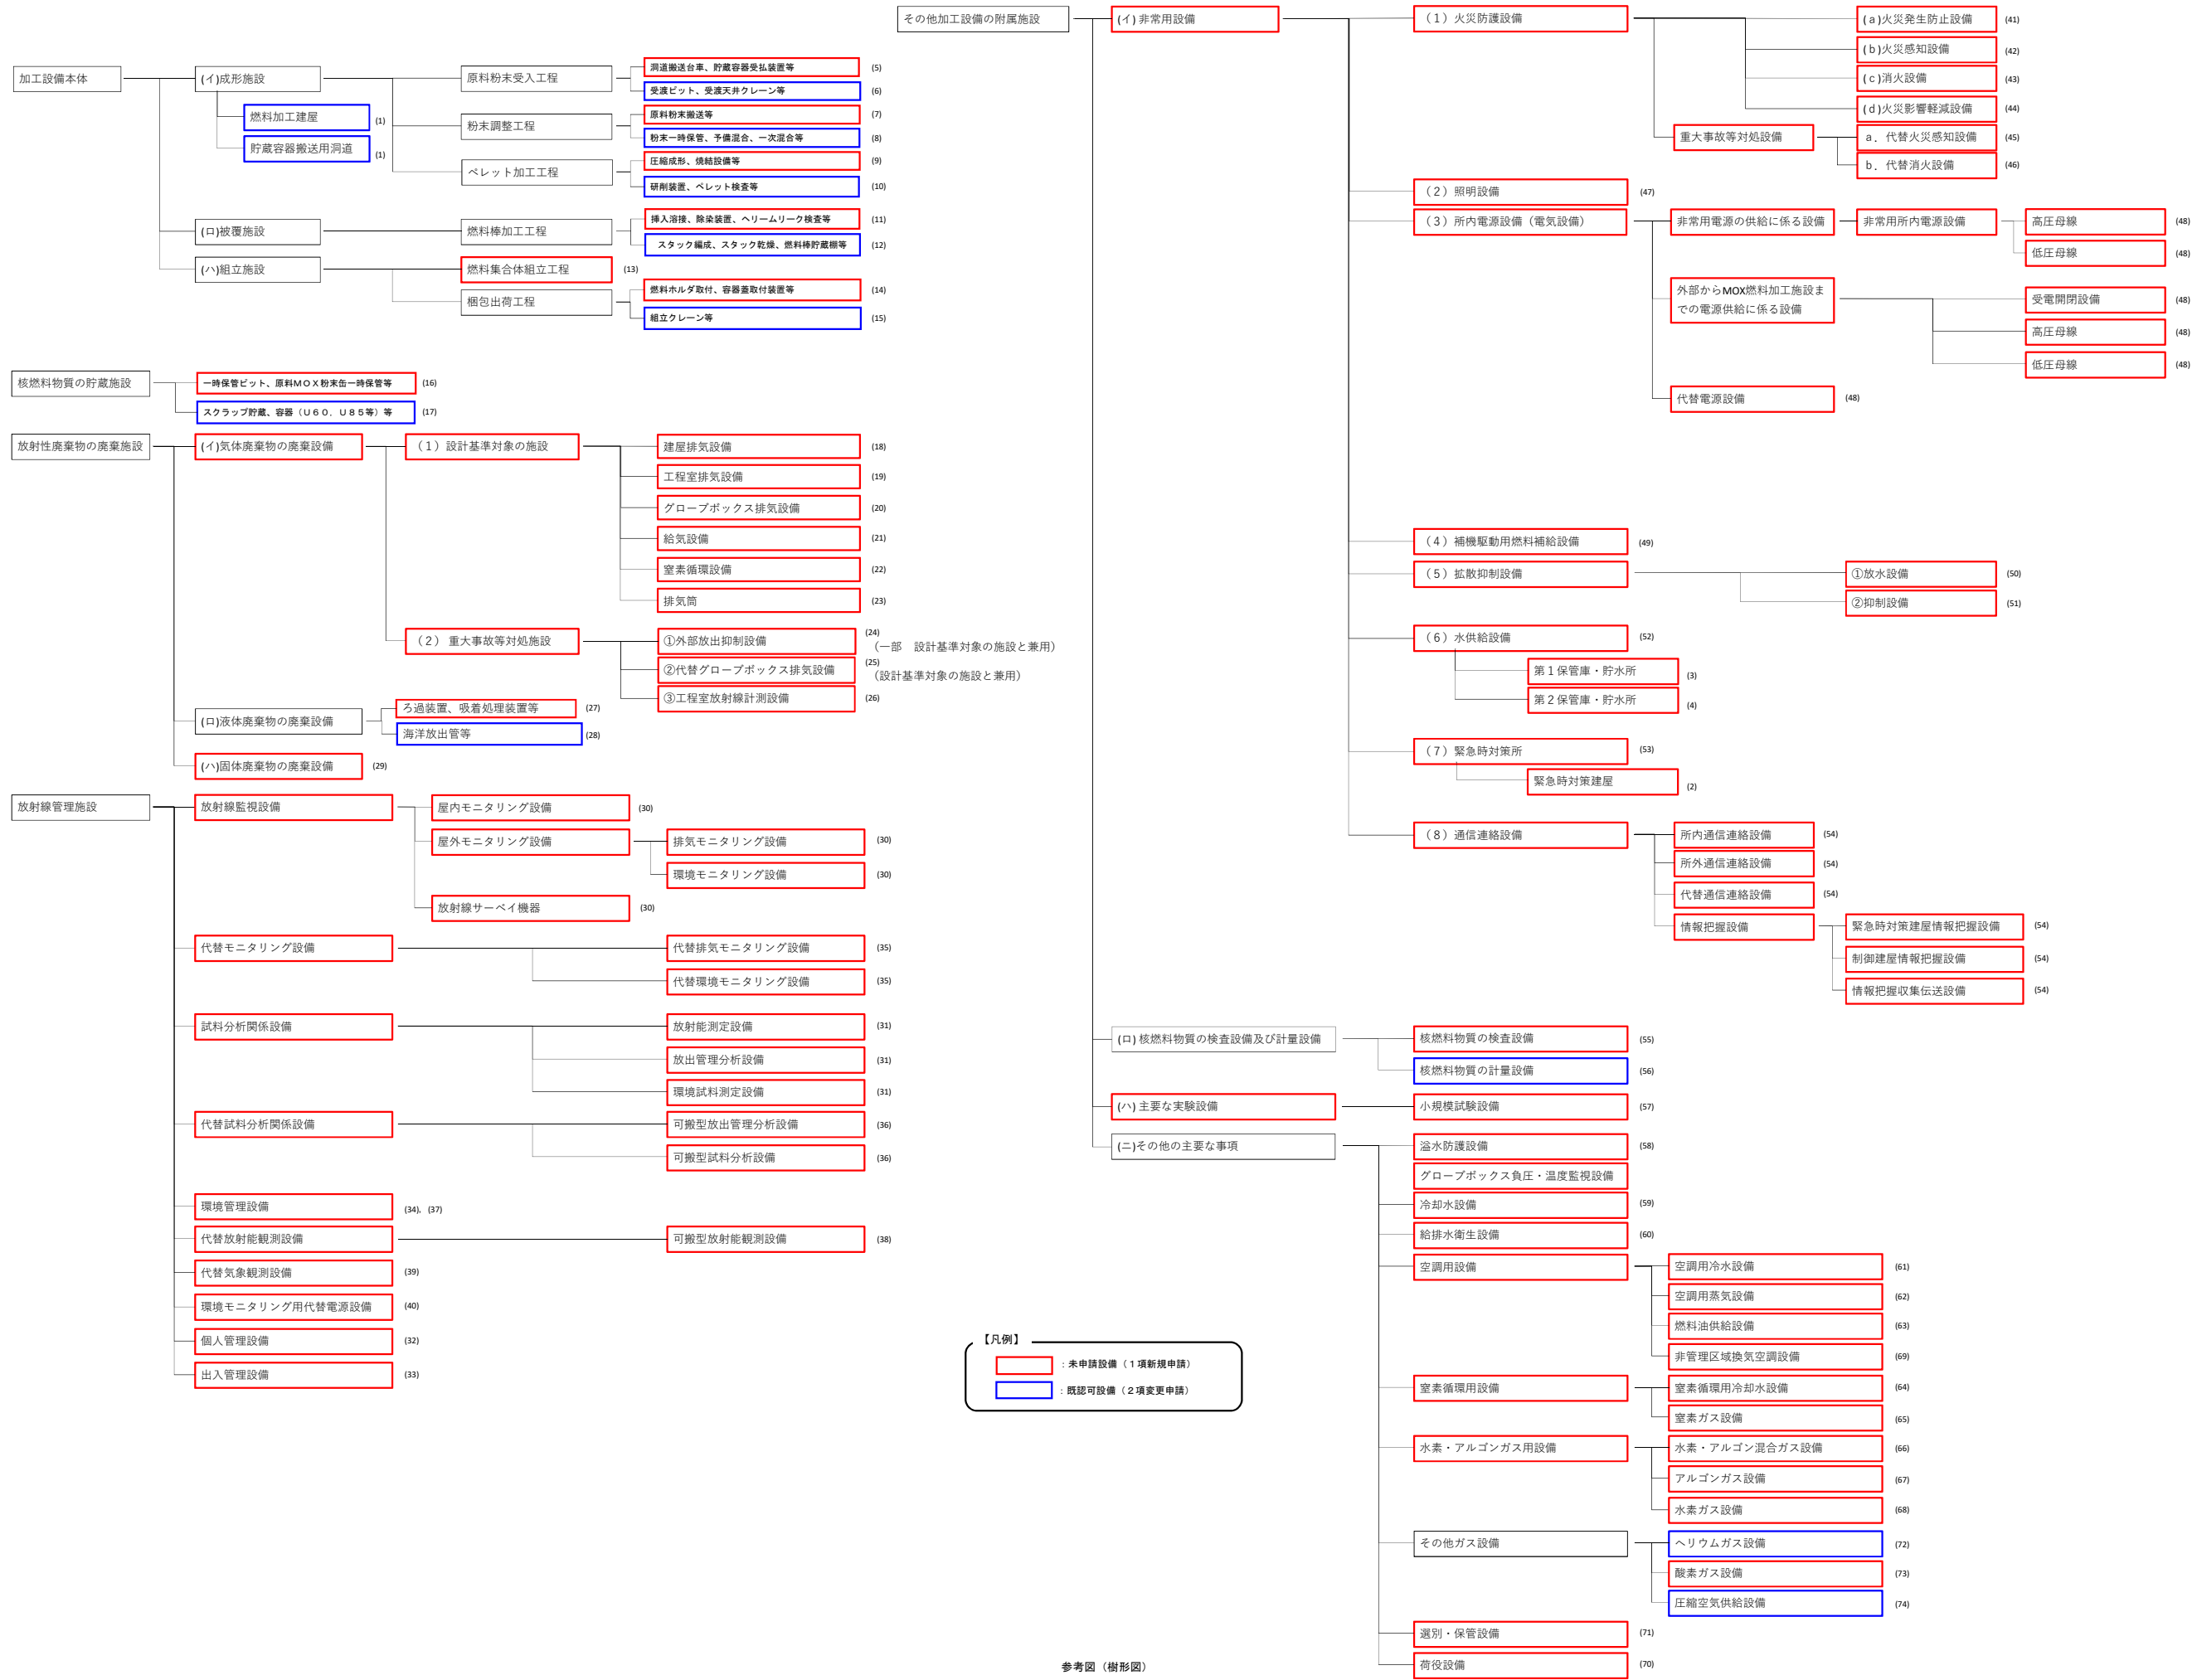 加工設備本体
(イ)成形施設
燃料加工建屋
(1)
貯蔵容器搬送用洞道
(1)
原料粉末受入工程
洞道搬送台車、貯蔵容器受払装置等
(5)
受渡ピット、受渡天井クレーン等
(6)
粉末調整工程
原料粉末搬送等
(7)
粉末一時保管、予備混合、一次混合等
(8)
ペレット加工工程
圧縮成形、焼結設備等
(9)
研削装置、ペレット検査等
(10)
(ロ)被覆施設
燃料棒加工工程
挿入溶接、除染装置、ヘリームリーク検査等
(11)
スタック編成、スタック乾燥、燃料棒貯蔵棚等
(12)
(ハ)組立施設
燃料集合体組立工程
(13)
梱包出荷工程
燃料ホルダ取付、容器蓋取付装置等
(14)
組立クレーン等
(15)
核燃料物質の貯蔵施設
一時保管ピット、原料ＭＯＸ粉末缶一時保管等
(16)
スクラップ貯蔵、容器（Ｕ６０．Ｕ８５等）等
(17)
放射性廃棄物の廃棄施設
(イ)気体廃棄物の廃棄設備
（１）設計基準対象の施設
建屋排気設備
(18)
工程室排気設備
(19)
グローブボックス排気設備
(20)
給気設備
(21)
窒素循環設備
(22)
排気筒
(23)
（２） 重大事故等対処施設
①外部放出抑制設備
(24)
（一部　設計基準対象の施設と兼用）
②代替グローブボックス排気設備
(25)
（設計基準対象の施設と兼用）
③工程室放射線計測設備
(26)
(ロ)液体廃棄物の廃棄設備
ろ過装置、吸着処理装置等
(27)
海洋放出管等
(28)
(ハ)固体廃棄物の廃棄設備
(29)
放射線管理施設
放射線監視設備
屋内モニタリング設備
(30)
屋外モニタリング設備
排気モニタリング設備
(30)
環境モニタリング設備
(30)
放射線サーベイ機器
(30)
代替モニタリング設備
代替排気モニタリング設備
(35)
代替環境モニタリング設備
(35)
試料分析関係設備
放射能測定設備
(31)
放出管理分析設備
(31)
環境試料測定設備
(31)
代替試料分析関係設備
可搬型放出管理分析設備
(36)
可搬型試料分析設備
(36)
環境管理設備
(34)、(37)
代替放射能観測設備
可搬型放射能観測設備
(38)
代替気象観測設備
(39)
環境モニタリング用代替電源設備
(40)
個人管理設備
(32)
出入管理設備
(33)
その他加工設備の附属施設
(イ) 非常用設備
（１）火災防護設備
(ａ)火災発生防止設備
(41)
(ｂ)火災感知設備
(42)
(ｃ)消火設備
(43)
(ｄ)火災影響軽減設備
(44)
重大事故等対処設備
ａ．代替火災感知設備
(45)
ｂ．代替消火設備
(46)
（２）照明設備
(47)
（３）所内電源設備（電気設備）
非常用電源の供給に係る設備
非常用所内電源設備
高圧母線
(48)
低圧母線
(48)
外部からMOX燃料加工施設ま
での電源供給に係る設備
受電開閉設備
(48)
高圧母線
(48)
低圧母線
(48)
代替電源設備
(48)
（４）補機駆動用燃料補給設備
(49)
（５）拡散抑制設備
①放水設備
(50)
②抑制設備
(51)
（６）水供給設備
(52)
第１保管庫・貯水所
(3)
第２保管庫・貯水所
(4)
（７）緊急時対策所
(53)
緊急時対策建屋
(2)
（８）通信連絡設備
所内通信連絡設備
(54)
所外通信連絡設備
(54)
代替通信連絡設備
(54)
情報把握設備
緊急時対策建屋情報把握設備
(54)
制御建屋情報把握設備
(54)
情報把握収集伝送設備
(54)
(ロ) 核燃料物質の検査設備及び計量設備
核燃料物質の検査設備
(55)
核燃料物質の計量設備
(56)
(ハ) 主要な実験設備
小規模試験設備
(57)
(ニ)その他の主要な事項
溢水防護設備
(58)
グローブボックス負圧・温度監視設備
冷却水設備
(59)
給排水衛生設備
(60)
空調用設備
空調用冷水設備
(61)
空調用蒸気設備
(62)
燃料油供給設備
(63)
非管理区域換気空調設備
(69)
窒素循環用設備
窒素循環用冷却水設備
(64)
窒素ガス設備
(65)
水素・アルゴンガス用設備
水素・アルゴン混合ガス設備
(66)
アルゴンガス設備
(67)
水素ガス設備
(68)
その他ガス設備
ヘリウムガス設備
(72)
酸素ガス設備
(73)
圧縮空気供給設備
(74)
選別・保管設備
(71)
荷役設備
(70)
【凡例】
：未申請設備（１項新規申請）
：既認可設備（２項変更申請）
参考図（樹形図）